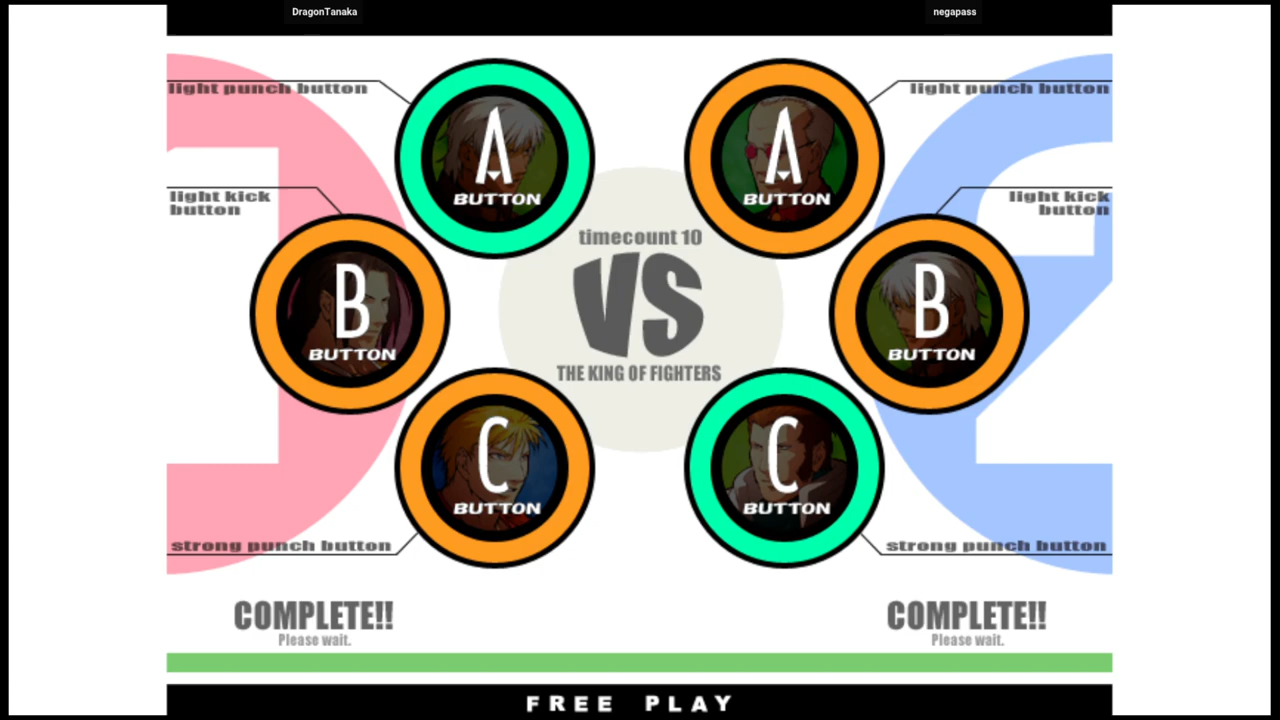 DragonTanaka
negapass
light punch button
light punch button
A
BUTTON
A
BUTTON
light kick
button
light kick
button
timecount 10
VS
THE KING OF FIGHTERS
B
BUTTON
B
BUTTON
C
BUTTON
C
BUTTON
strong punch button
strong punch button
COMPLETE!!
Please wait.
COMPLETE!!
Please wait.
FREE PLAY